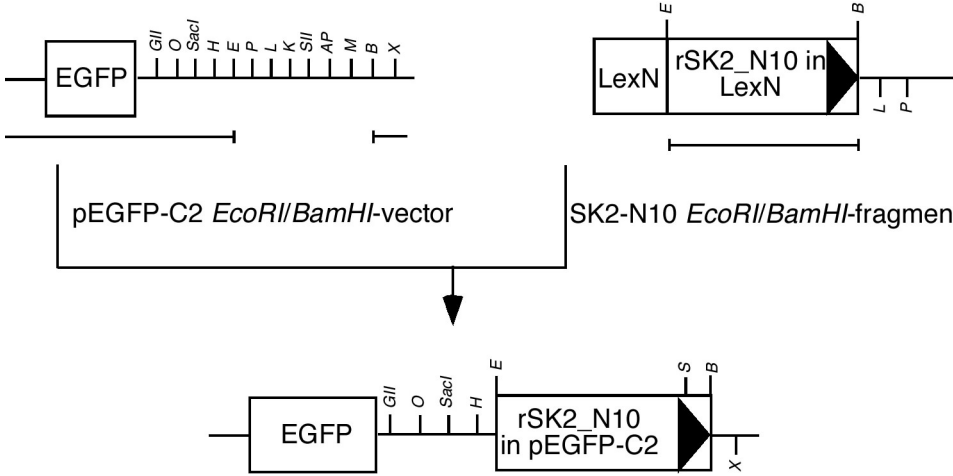 GII O SacI H E P L K SII AP M B X
EGFP
E B
LexN
rSK2_N10 in
LexN
L P
pEGFP-C2 EcoRI/BamHI-vector
SK2-N10 EcoRI/BamHI-fragmen
GII O SacI H E S B
EGFP
rSK2_N10
in pEGFP-C2
X